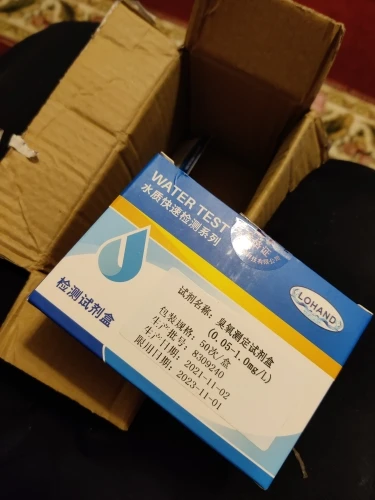 WATER TEST
水质快速检测系列
检测试剂盒
LOHAND
试剂名称：臭氧测定试剂盒
(0.05-1.0mg/L)
包装规格：50次/盒
生产批号：8309240
生产日期：2021-11-02
限用日期：2023-11-01